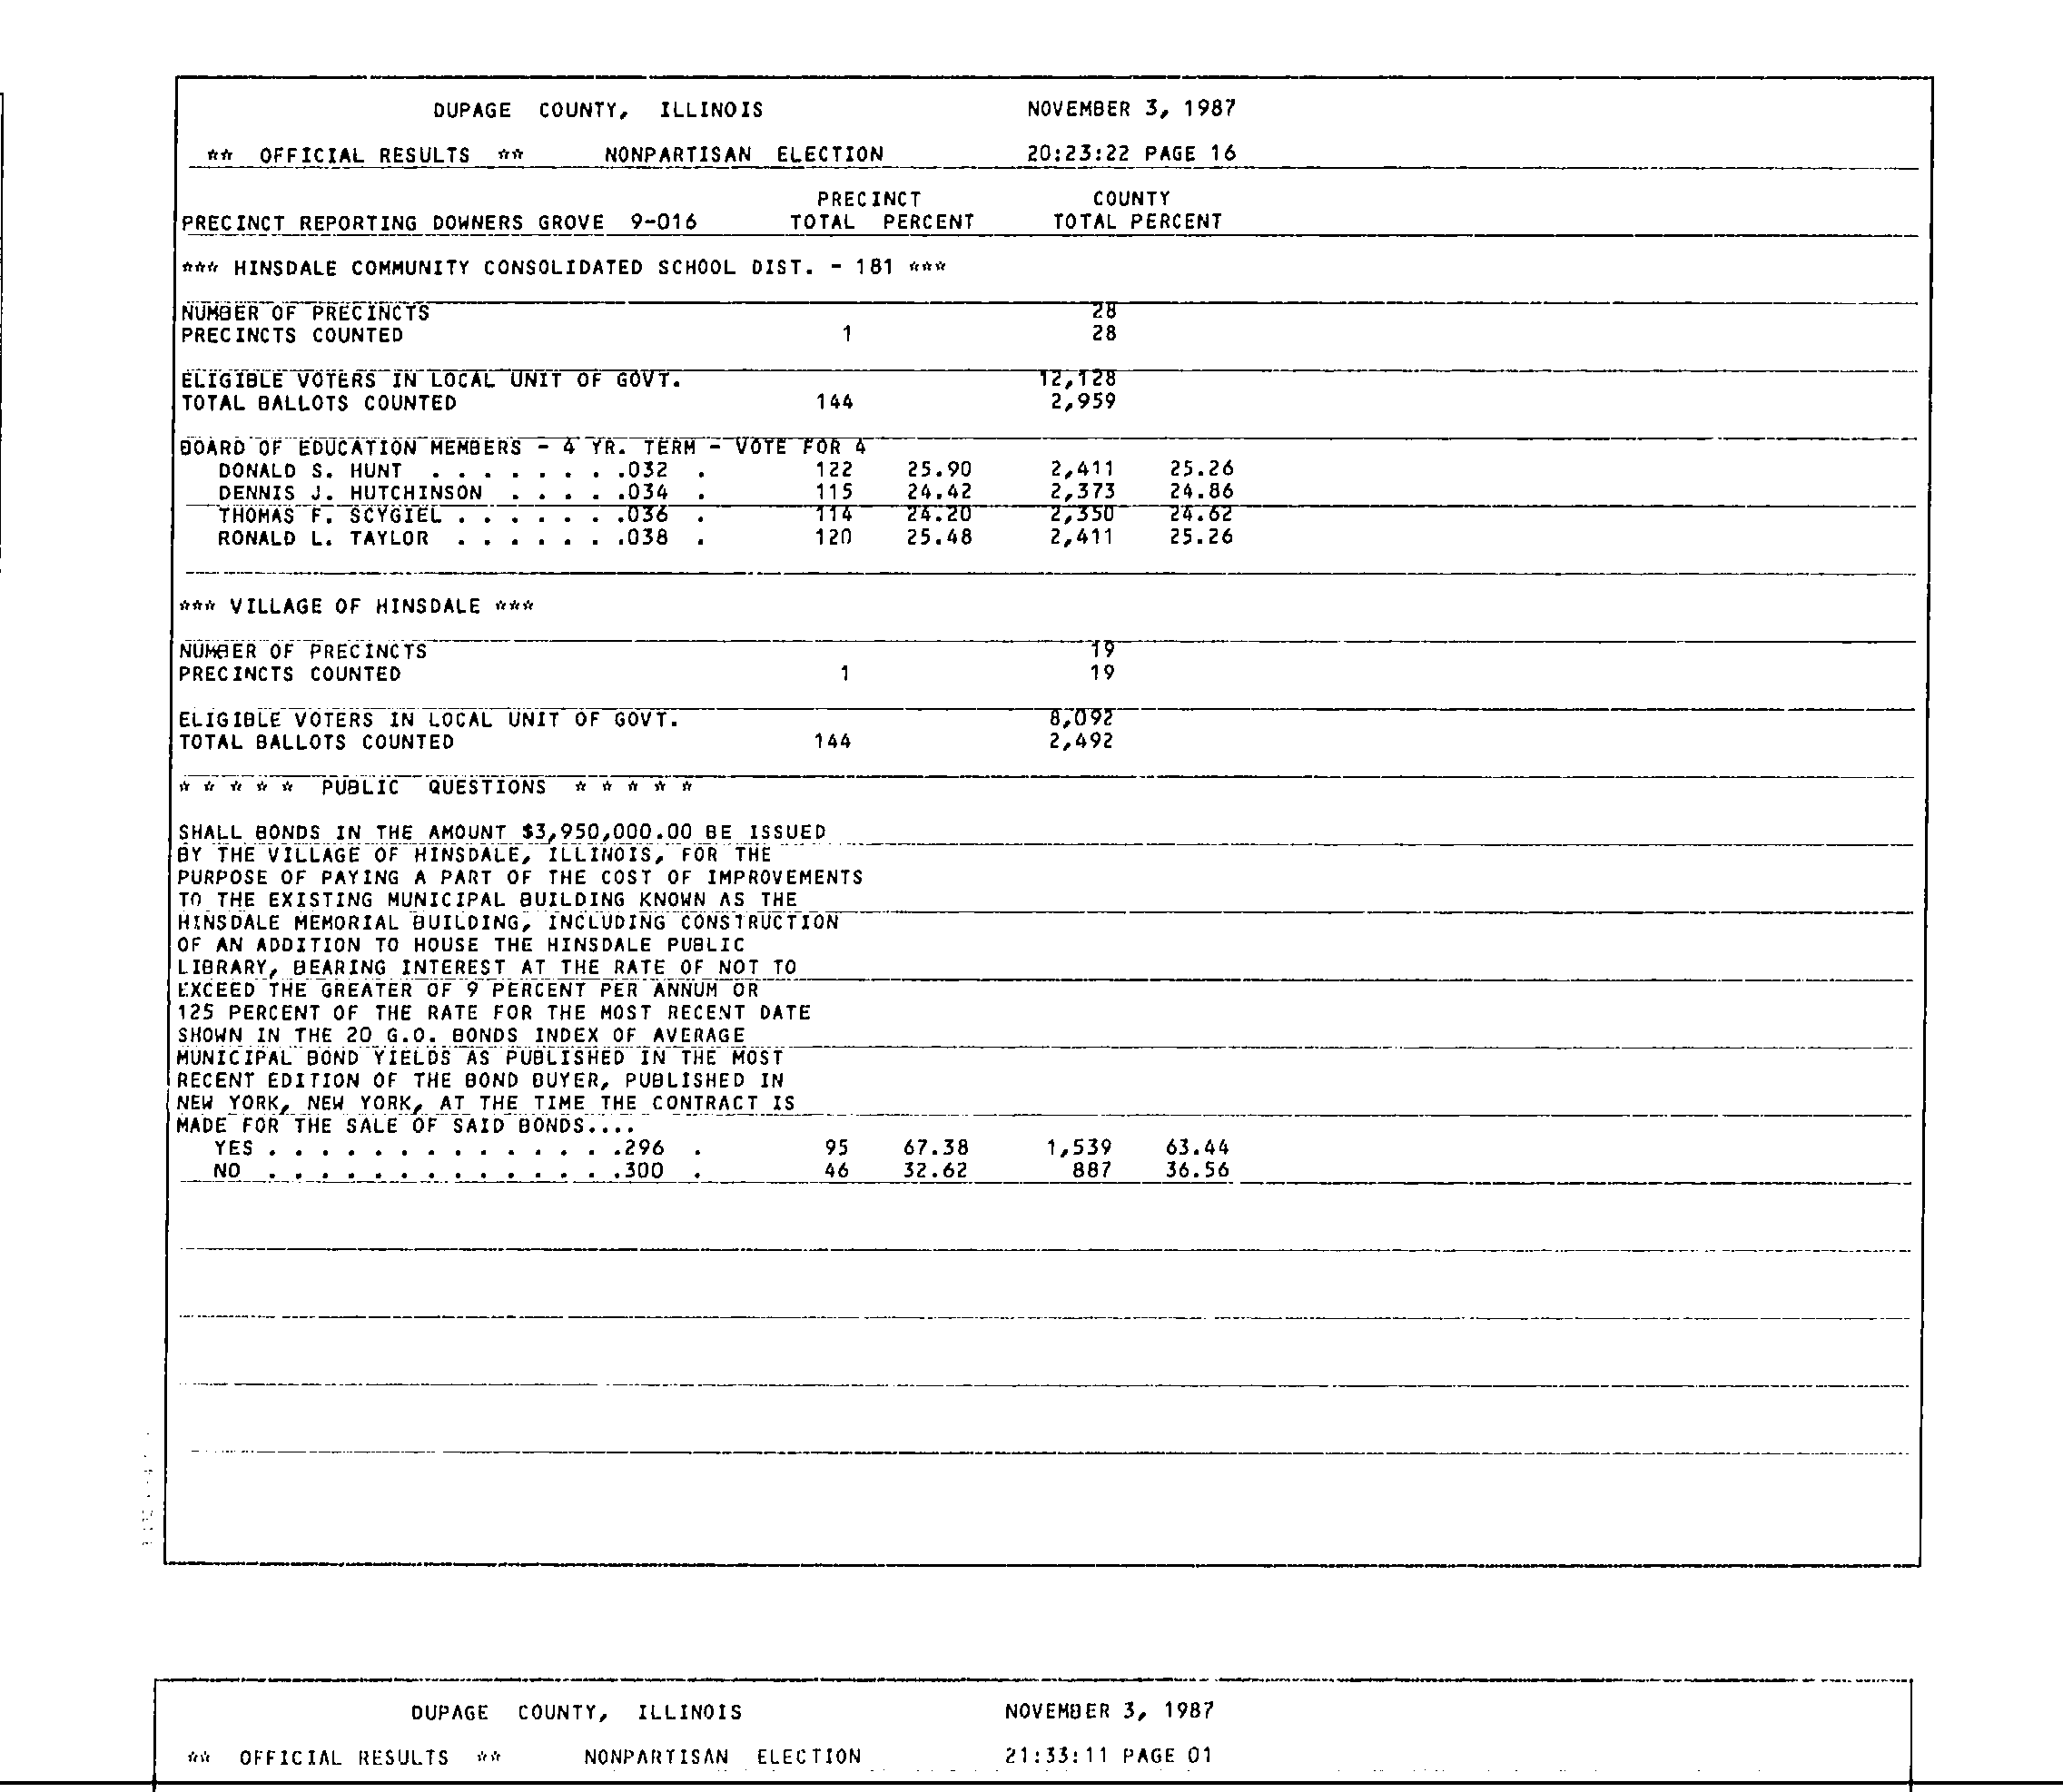 DUPAGE COUNTY, ILLINOIS NOVEMBER 3, 1987
** OFFICIAL RESULTS ** NONPARTISAN ELECTION 20:23:22 PAGE 16
PRECINCT COUNTY
PRECINCT REPORTING DOWNERS GROVE 9-016 TOTAL PERCENT TOTAL PERCENT
*** HINSDALE COMMUNITY CONSOLIDATED SCHOOL DIST. - 181 ***
NUMBER OF PRECINCTS 28
PRECINCTS COUNTED 1 28
ELIGIBLE VOTERS IN LOCAL UNIT OF GOVT. 12,128
TOTAL BALLOTS COUNTED 144 2,959
BOARD OF EDUCATION MEMBERS - 4 YR. TERM - VOTE FOR 4
DONALD S. HUNT . . . . . . . .032 . 122 25.90 2,411 25.26
DENNIS J. HUTCHINSON . . . . .034 . 115 24.42 2,373 24.86
THOMAS F. SCYGIEL . . . . . . .036 . 114 24.20 2,350 24.62
RONALD L. TAYLOR . . . . . . .038 . 120 25.48 2,411 25.26
*** VILLAGE OF HINSDALE ***
NUMBER OF PRECINCTS 19
PRECINCTS COUNTED 1 19
ELIGIBLE VOTERS IN LOCAL UNIT OF GOVT. 8,092
TOTAL BALLOTS COUNTED 144 2,492
* * * * * PUBLIC QUESTIONS * * * * *
SHALL BONDS IN THE AMOUNT $3,950,000.00 BE ISSUED
BY THE VILLAGE OF HINSDALE, ILLINOIS, FOR THE
PURPOSE OF PAYING A PART OF THE COST OF IMPROVEMENTS
TO THE EXISTING MUNICIPAL BUILDING KNOWN AS THE
HINSDALE MEMORIAL BUILDING, INCLUDING CONSTRUCTION
OF AN ADDITION TO HOUSE THE HINSDALE PUBLIC
LIBRARY, BEARING INTEREST AT THE RATE OF NOT TO
EXCEED THE GREATER OF 9 PERCENT PER ANNUM OR
125 PERCENT OF THE RATE FOR THE MOST RECENT DATE
SHOWN IN THE 20 G.O. BONDS INDEX OF AVERAGE
MUNICIPAL BOND YIELDS AS PUBLISHED IN THE MOST
RECENT EDITION OF THE BOND BUYER, PUBLISHED IN
NEW YORK, NEW YORK, AT THE TIME THE CONTRACT IS
MADE FOR THE SALE OF SAID BONDS....
YES . . . . . . . . . . . . . .296 . 95 67.38 1,539 63.44
NO . . . . . . . . . . . . . .300 . 46 32.62 887 36.56
DUPAGE COUNTY, ILLINOIS NOVEMBER 3, 1987
** OFFICIAL RESULTS ** NONPARTISAN ELECTION 21:33:11 PAGE 01